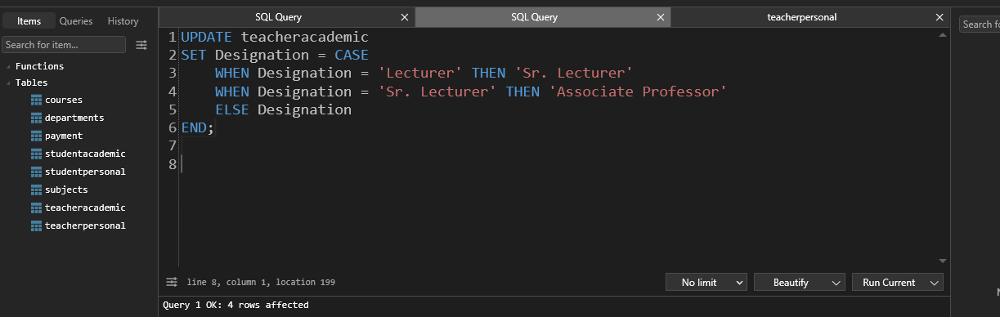 Items Queries History
Search for item...
Functions
Tables
courses
departments
payment
studentacademic
studentpersonal
subjects
teacheracademic
teacherpersonal
SQL Query
SQL Query
teacherpersonal
1 UPDATE teacheracademic
2 SET Designation = CASE
3 WHEN Designation = 'Lecturer' THEN 'Sr. Lecturer'
4 WHEN Designation = 'Sr. Lecturer' THEN 'Associate Professor'
5 ELSE Designation
6 END;
7
8
line 8, column 1, location 199
No limit Beautify Run Current
Query 1 OK: 4 rows affected
Search